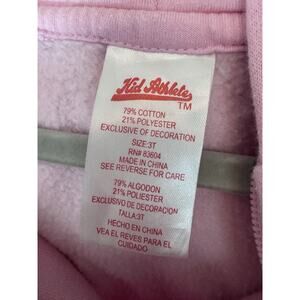 Kid Athlete
TM
79% COTTON
21% POLYESTER
EXCLUSIVE OF DECORATION
SIZE:3T
RN# 83604
MADE IN CHINA
SEE REVERSE FOR CARE
79% ALGODON
21% POLIESTER
EXCLUSIVO DE DECORACION
TALLA:3T
HECHO EN CHINA
VEA EL REVES PARA EL
CUIDADO